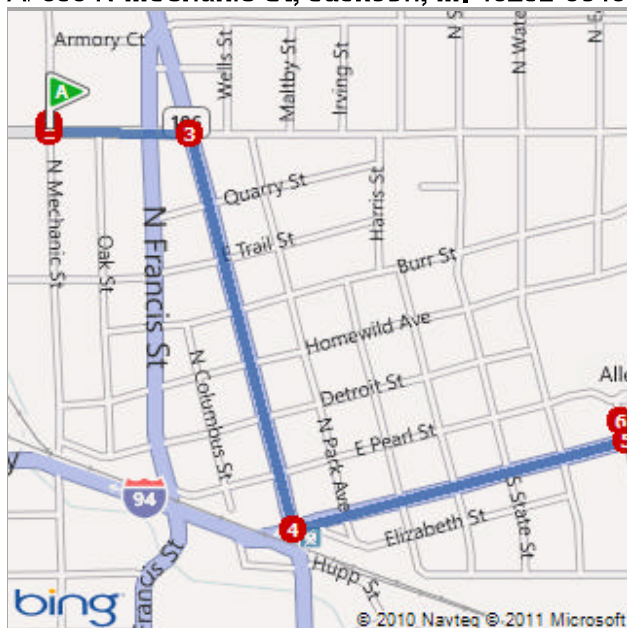 Armory Ct
Wells St
Maltby St
Irving St
N S
N Wate
N E
A
3
N Mechanic St
Oak St
N Francis St
Quarry St
Harris St
E Trail St
Burr St
Homewild Ave
N Columbus St
Detroit St
Alle
N Park Ave
E Pearl St
6
5
y
94
4
S State St
Elizabeth St
Francis St
Hupp St
bing
© 2010 Navteq © 2011 Microsoft